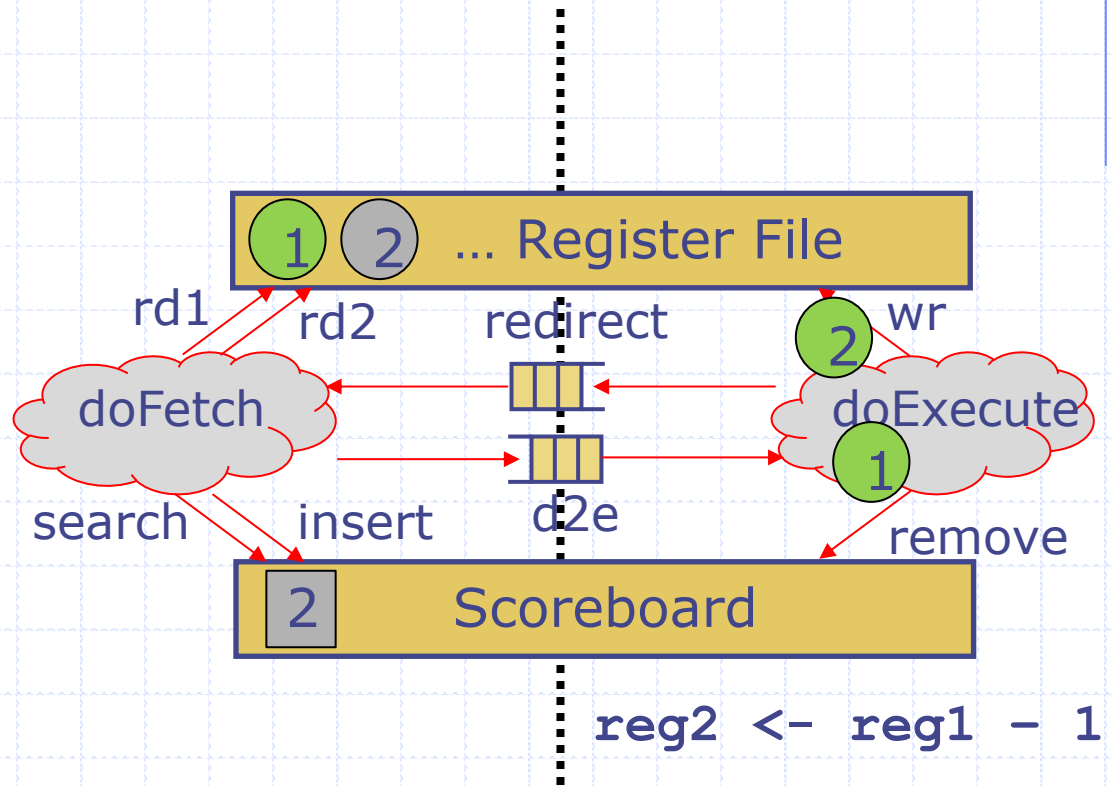 1 2 ... Register File
rd1 rd2 redirect wr
2
doFetch doExecute
1
search insert d2e remove
2 Scoreboard
reg2 <- reg1 – 1